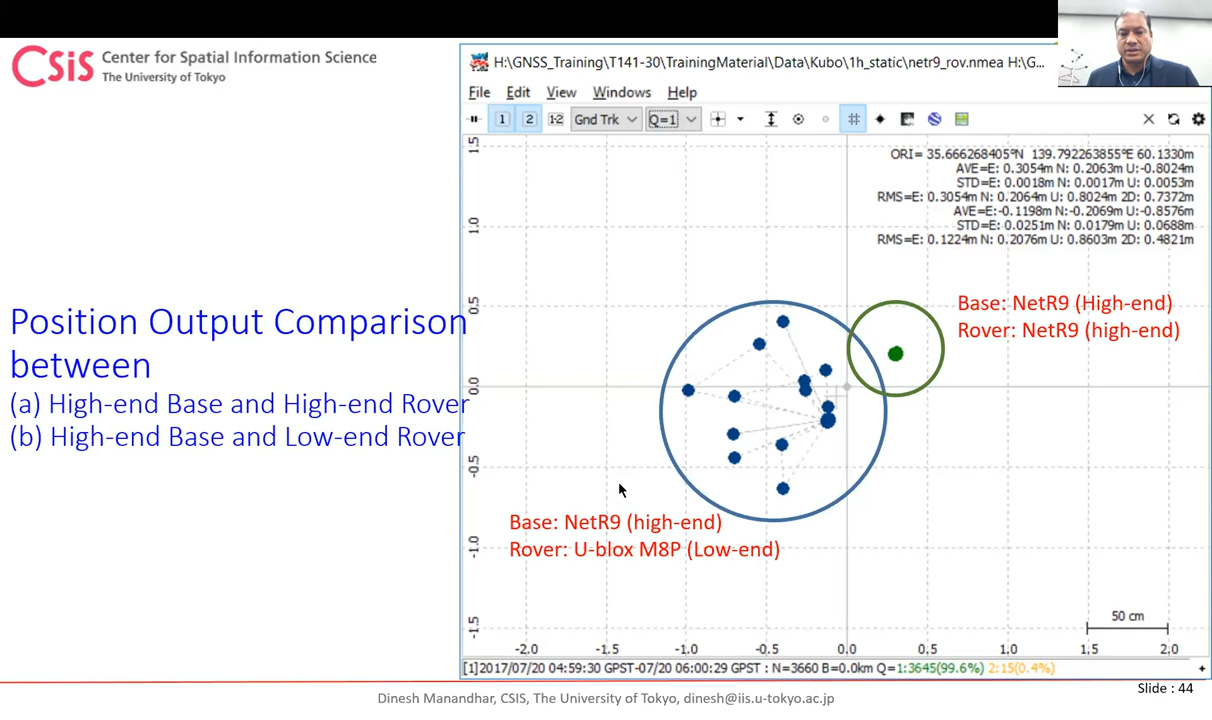 CSiS Center for Spatial Information Science
The University of Tokyo
H:\GNSS_Training\T141-30\TrainingMaterial\Data\Kubo\1h_static\netr9_rov.nmea H:\G...
File Edit View Windows Help
1 2 1-2 Gnd Trk Q=1
ORI= 35.666268405°N 139.792263855°E 60.1330m
AVE=E: 0.3054m N: 0.2063m U:-0.8024m
STD=E: 0.0018m N: 0.0017m U:0.0053m
RMS=E: 0.3054m N: 0.2064m U: 0.8024m 2D: 0.7372m
AVE=E:-0.1198m N:-0.2069m U:-0.8576m
STD=E: 0.0251m N: 0.0179m U:0.0688m
RMS=E: 0.1224m N: 0.2076m U: 0.8603m 2D: 0.4821m
1.5
1.0
0.5
0.0
-0.5
-1.0
-1.5
Base: NetR9 (High-end)
Rover: NetR9 (high-end)
Position Output Comparison
between
(a) High-end Base and High-end Rover
(b) High-end Base and Low-end Rover
Base: NetR9 (high-end)
Rover: U-blox M8P (Low-end)
50 cm
-2.0 -1.5 -1.0 -0.5 0.0 0.5 1.0 1.5 2.0
[1]2017/07/20 04:59:30 GPST-07/20 06:00:29 GPST : N=3660 B=0.0km Q=1:3645(99.6%) 2:15(0.4%)
Slide : 44
Dinesh Manandhar, CSIS, The University of Tokyo, dinesh@iis.u-tokyo.ac.jp